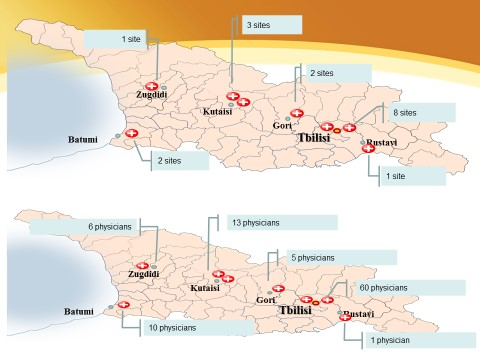 3 sites
1 site
2 sites
Zugdidi
Kutaisi
8 sites
Gori
Tbilisi
Batumi
Rustavi
2 sites
1 site
13 physicians
6 physicians
5 physicians
Zugdidi
Kutaisi
60 physicians
Gori
Tbilisi
Batumi
Rustavi
10 physicians
1 physician